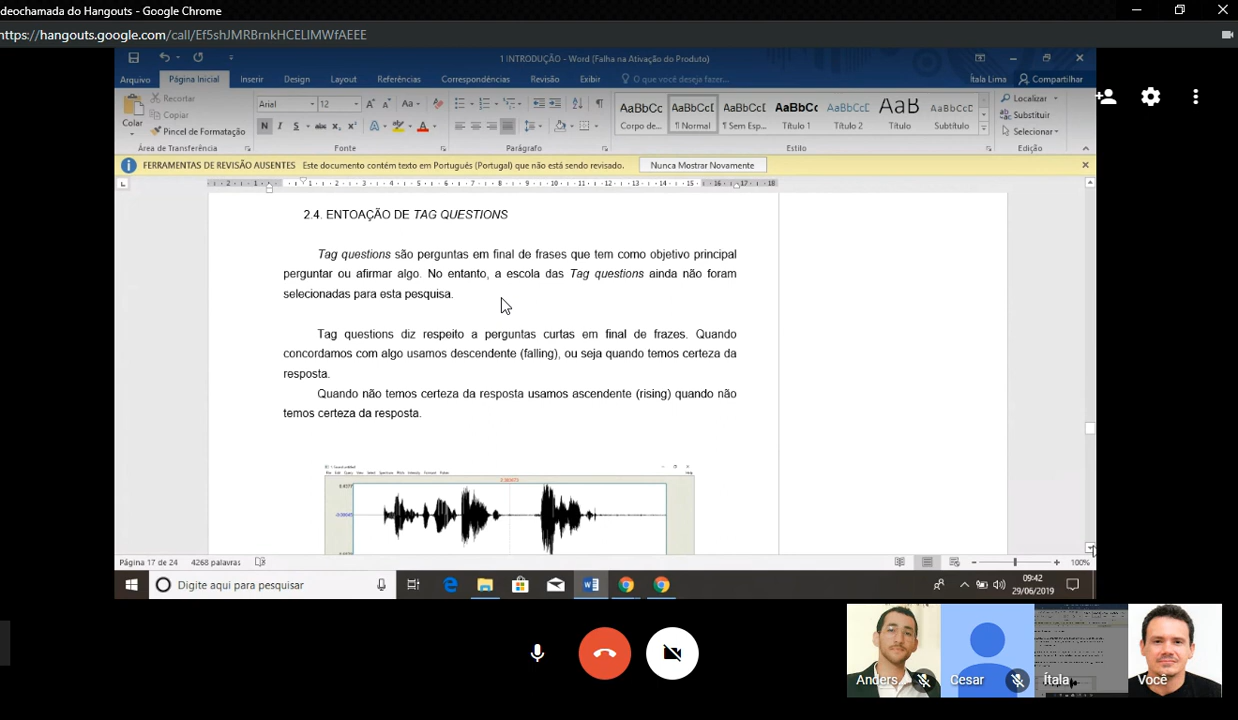 deochamada do Hangouts - Google Chrome
https://hangouts.google.com/call/Ef5shJMRBrnkHCELIMWfAEEE
1 INTRODUÇÃO - Word (Falha na Ativação do Produto)
Arquivo Página Inicial Inserir Design Layout Referências Correspondências Revisão Exibir O que você deseja fazer... Ítala Lima Compartilhar
Colar
Recortar
Copiar
Pincel de Formatação
Área de Transferência
Arial 12
N I S abc X₂ X²
Fonte
Parágrafo
AaBbCc AaBbCcI AaBbCcI AaBbCc AaBbCcI AaB AaBbCcD
Corpo de... ¶ Normal ¶ Sem Esp... Título 1 Título 2 Título Subtítulo
Estilo
Localizar
Substituir
Selecionar
Edição
FERRAMENTAS DE REVISÃO AUSENTES Este documento contém texto em Português (Portugal) que não está sendo revisado. Nunca Mostrar Novamente
2.4. ENTOAÇÃO DE TAG QUESTIONS
Tag questions são perguntas em final de frases que tem como objetivo principal
perguntar ou afirmar algo. No entanto, a escola das Tag questions ainda não foram
selecionadas para esta pesquisa.
Tag questions diz respeito a perguntas curtas em final de frazes. Quando
concordamos com algo usamos descendente (falling), ou seja quando temos certeza da
resposta.
Quando não temos certeza da resposta usamos ascendente (rising) quando não
temos certeza da resposta.
Página 17 de 24 4268 palavras 100%
Digite aqui para pesquisar
09:42
29/06/2019
Anders Cesar Ítala Você